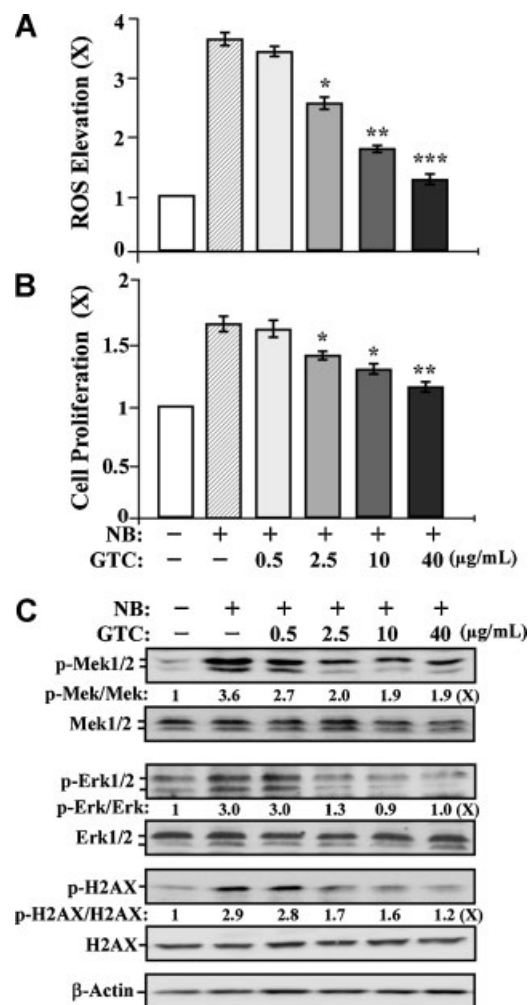 A
ROS Elevation (X)
4
3
2
1
0
*
**
***
B
Cell Proliferation (X)
2
1.5
1
0.5
0
*
*
**
NB: – + + + + +
GTC: – – 0.5 2.5 10 40 (µg/mL)
C
NB: – + + + + +
GTC: – – 0.5 2.5 10 40 (µg/mL)
p-Mek1/2
p-Mek/Mek: 1 3.6 2.7 2.0 1.9 1.9 (X)
Mek1/2
p-Erk1/2
p-Erk/Erk: 1 3.0 3.0 1.3 0.9 1.0 (X)
Erk1/2
p-H2AX
p-H2AX/H2AX: 1 2.9 2.8 1.7 1.6 1.2 (X)
H2AX
β-Actin